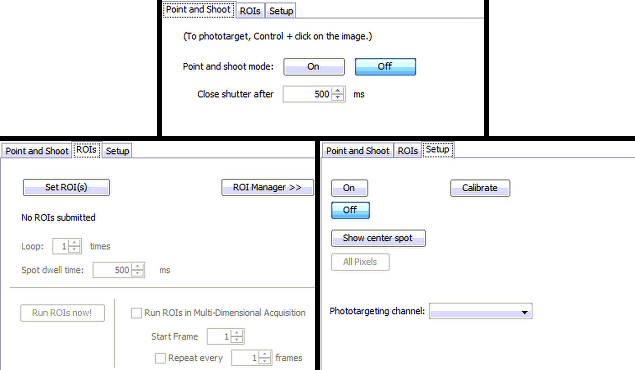 Point and Shoot ROIs Setup
(To phototarget, Control + click on the image.)
Point and shoot mode: On Off
Close shutter after 500 ms
Point and Shoot ROIs Setup
Set ROI(s) ROI Manager >>
No ROIs submitted
Loop: 1 times
Spot dwell time: 500 ms
Run ROIs now! Run ROIs in Multi-Dimensional Acquisition
Start Frame 1
Repeat every 1 frames
Point and Shoot ROIs Setup
On Calibrate
Off
Show center spot
All Pixels
Phototargeting channel: